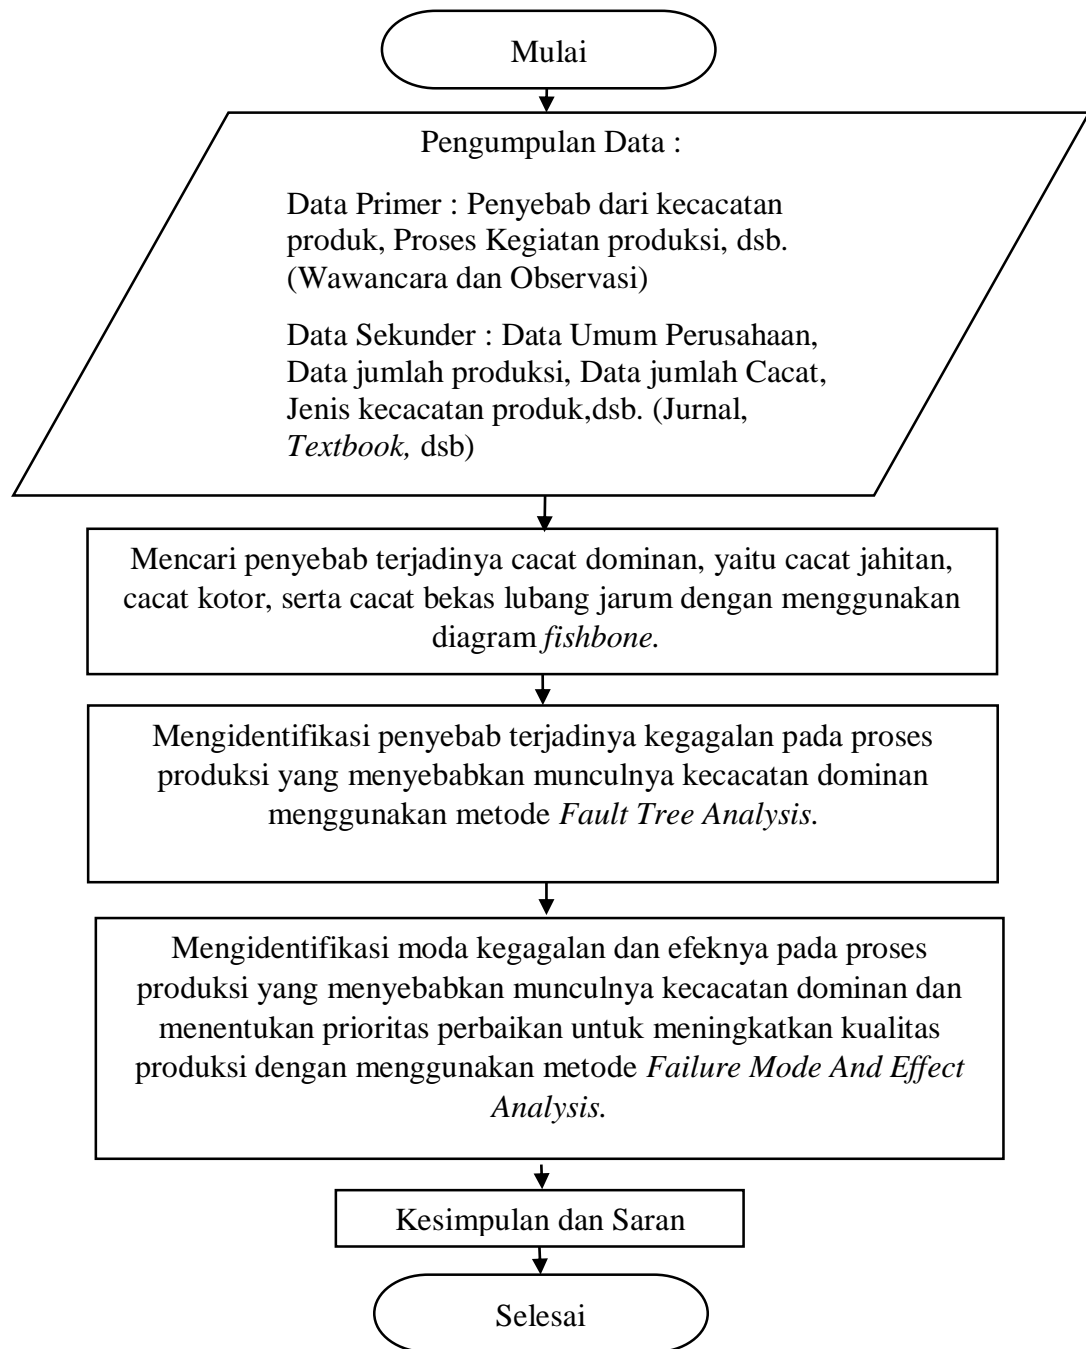 Mulai
Pengumpulan Data :
Data Primer : Penyebab dari kecacatan
produk, Proses Kegiatan produksi, dsb.
(Wawancara dan Observasi)
Data Sekunder : Data Umum Perusahaan,
Data jumlah produksi, Data jumlah Cacat,
Jenis kecacatan produk,dsb. (Jurnal,
Textbook, dsb)
Mencari penyebab terjadinya cacat dominan, yaitu cacat jahitan,
cacat kotor, serta cacat bekas lubang jarum dengan menggunakan
diagram fishbone.
Mengidentifikasi penyebab terjadinya kegagalan pada proses
produksi yang menyebabkan munculnya kecacatan dominan
menggunakan metode Fault Tree Analysis.
Mengidentifikasi moda kegagalan dan efeknya pada proses
produksi yang menyebabkan munculnya kecacatan dominan dan
menentukan prioritas perbaikan untuk meningkatkan kualitas
produksi dengan menggunakan metode Failure Mode And Effect
Analysis.
Kesimpulan dan Saran
Selesai